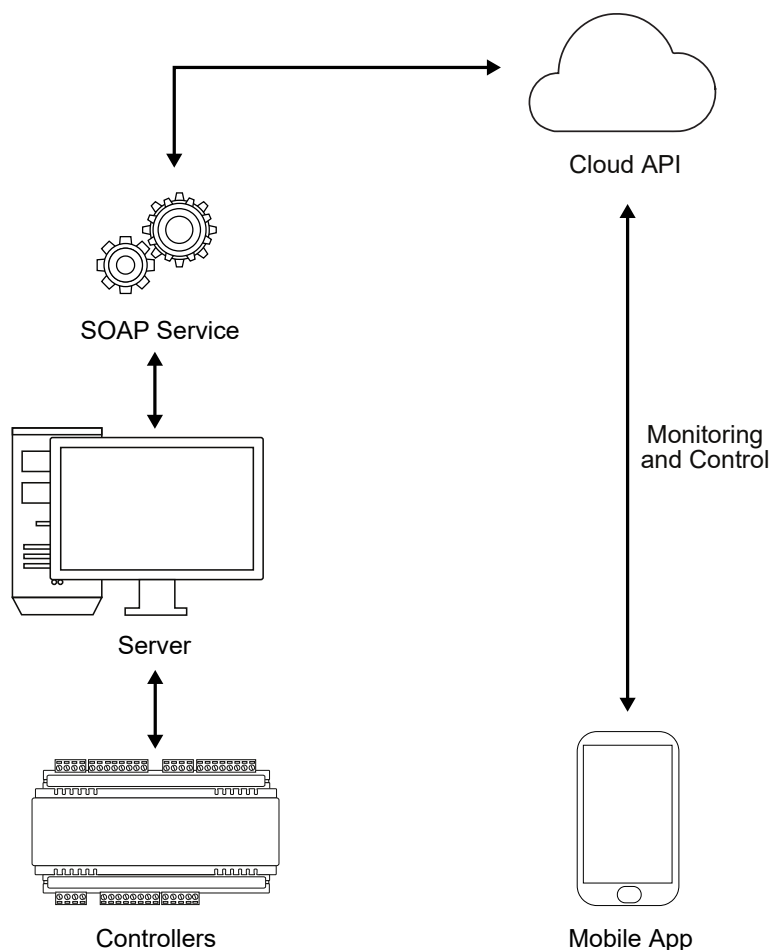 Cloud API
SOAP Service
Monitoring
and Control
Server
Controllers
Mobile App